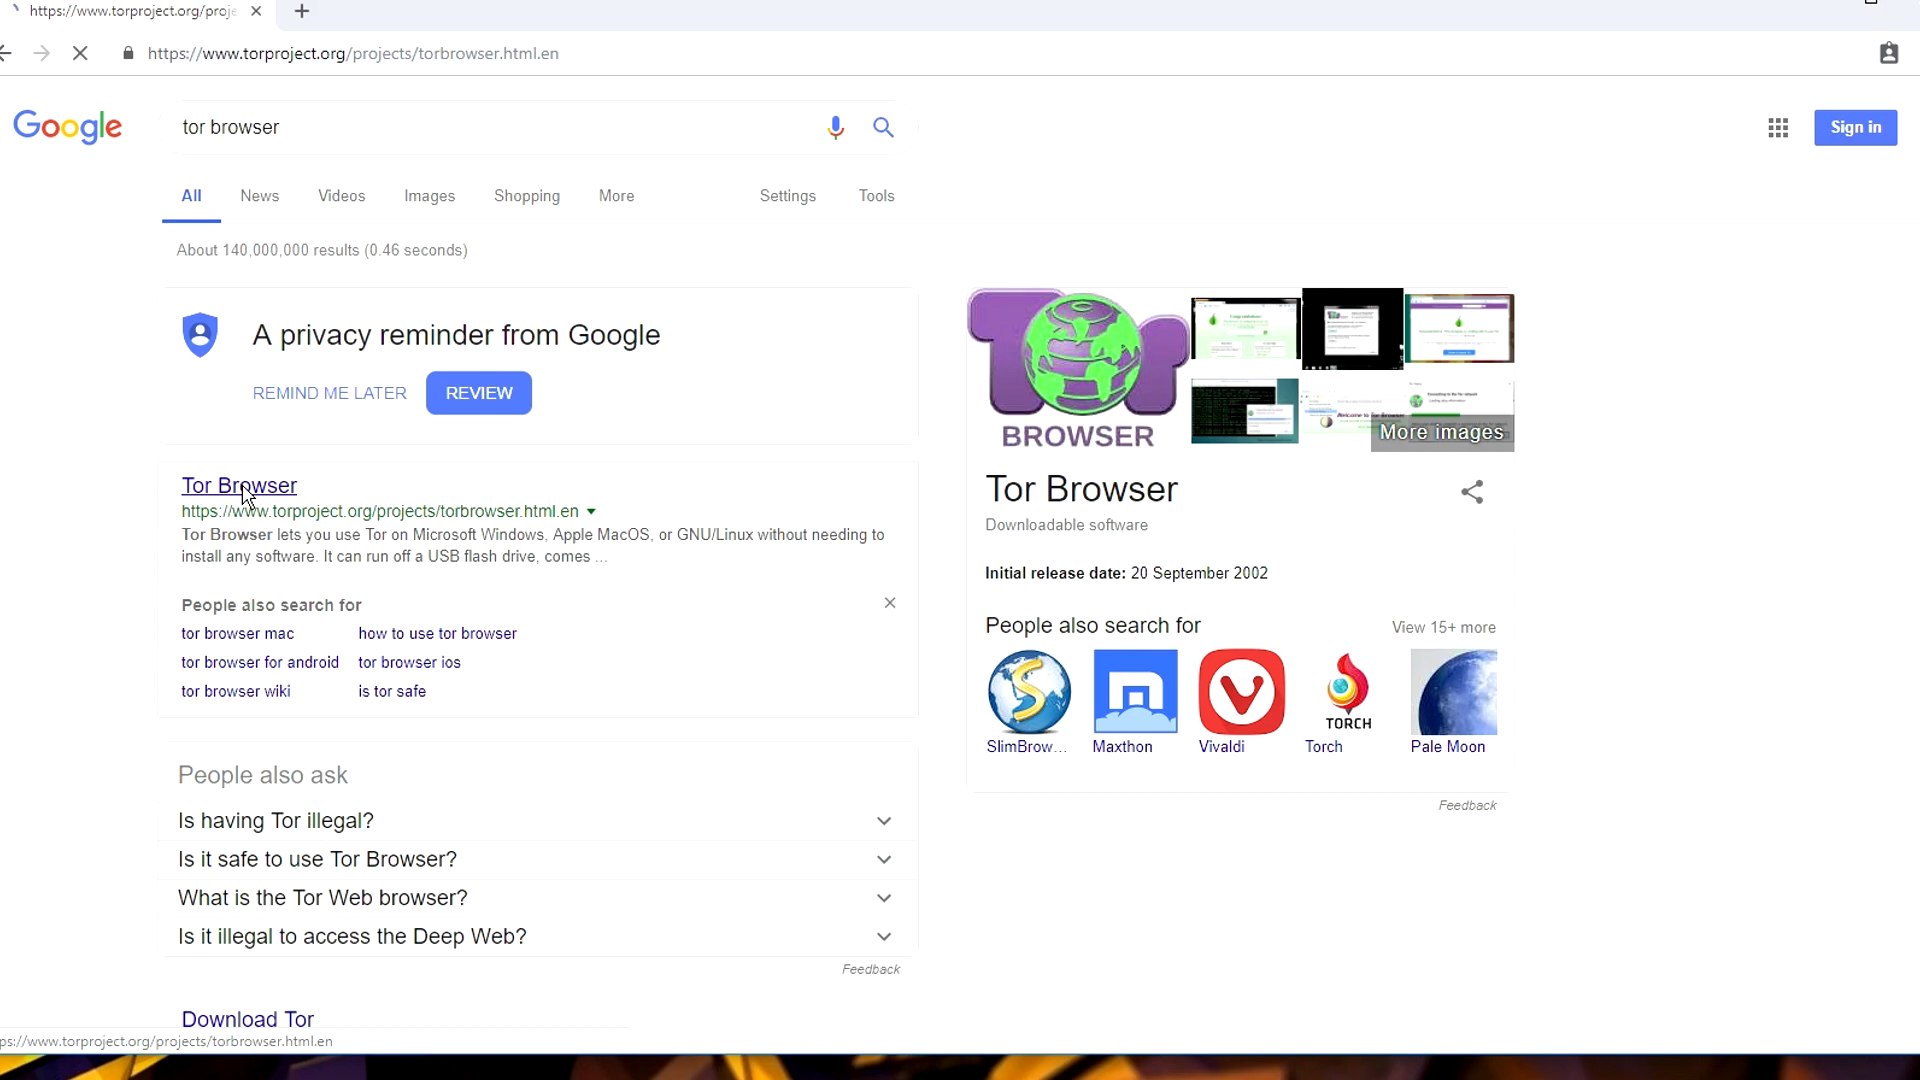 https://www.torproject.org/proje
https://www.torproject.org/projects/torbrowser.html.en
Google
tor browser
Sign in
All News Videos Images Shopping More Settings Tools
About 140,000,000 results (0.46 seconds)
A privacy reminder from Google
REMIND ME LATER REVIEW
Tor Browser
https://www.torproject.org/projects/torbrowser.html.en
Tor Browser lets you use Tor on Microsoft Windows, Apple MacOS, or GNU/Linux without needing to
install any software. It can run off a USB flash drive, comes ...
People also search for
tor browser mac how to use tor browser
tor browser for android tor browser ios
tor browser wiki is tor safe
People also ask
Is having Tor illegal?
Is it safe to use Tor Browser?
What is the Tor Web browser?
Is it illegal to access the Deep Web?
Feedback
Download Tor
ps://www.torproject.org/projects/torbrowser.html.en
Tor
BROWSER
More images
Tor Browser
Downloadable software
Initial release date: 20 September 2002
People also search for
View 15+ more
TORCH
SlimBrow... Maxthon Vivaldi Torch Pale Moon
Feedback